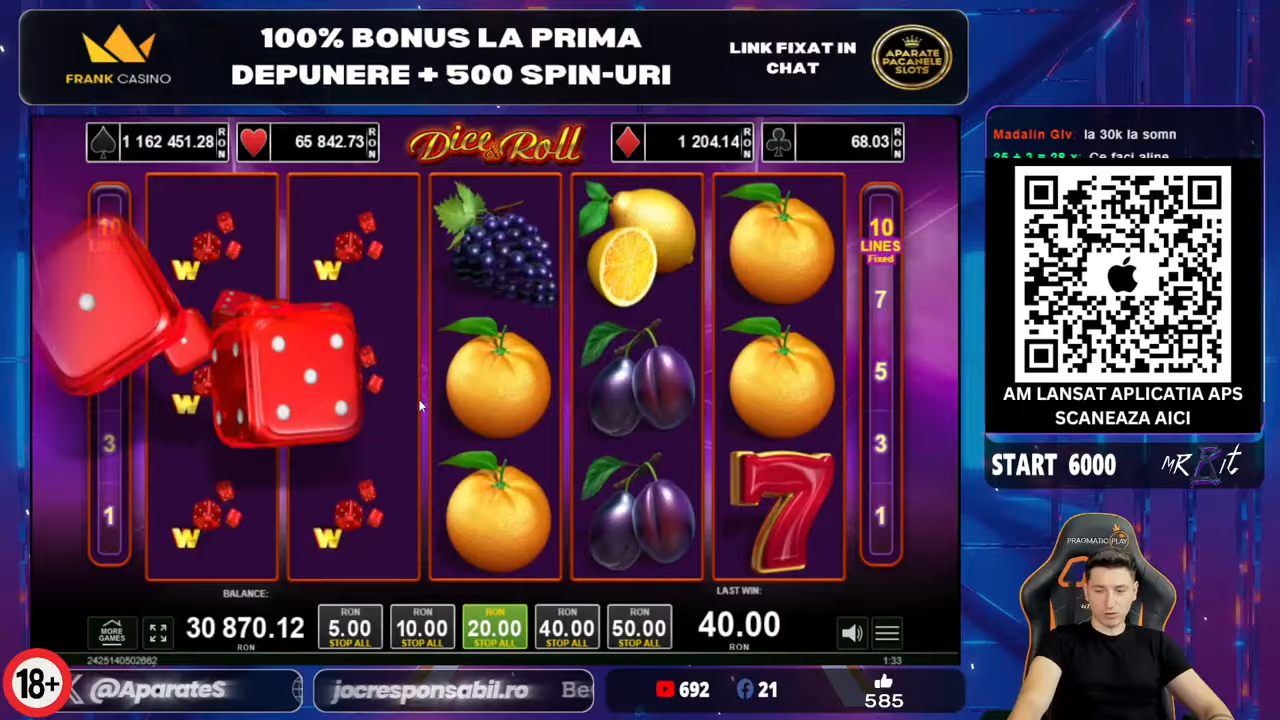 FRANK CASINO
100% BONUS LA PRIMA
DEPUNERE + 500 SPIN-URI
LINK FIXAT IN
CHAT
APARATE
PACANELE
SLOTS
1 162 451.28 RON
65 842.73 RON
Dice & Roll
1 204.14 RON
68.03 RON
Madalin Glv: la 30k la somn
25 + 3 = 28 x: Ce faci aline
10
10
LINES
Fixed
7
5
3
3
1
1
W
W
W
W
W
AM LANSAT APLICATIA APS
SCANEAZA AICI
START 6000
MR Bit
PRAGMATIC PLAY
BALANCE:
LAST WIN:
MORE
GAMES
30 870.12
RON
RON
5.00
STOP ALL
RON
10.00
STOP ALL
RON
20.00
STOP ALL
RON
40.00
STOP ALL
RON
50.00
STOP ALL
40.00
RON
2425140502662
1:33
18+
X @AparateS
jocresponsabil.ro
Be
692
21
585